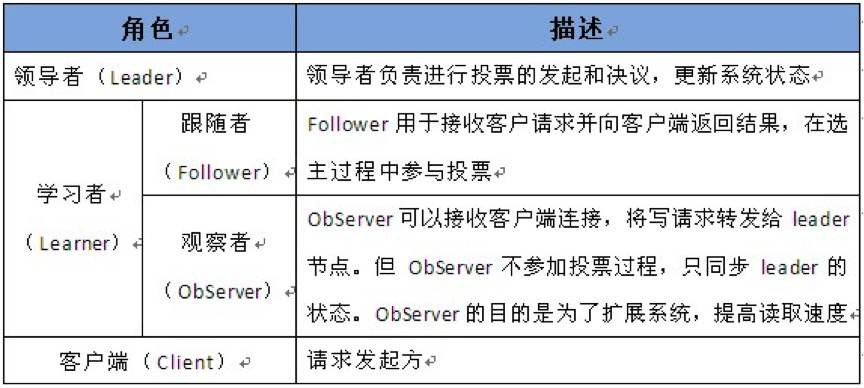 角色
描述
领导者（Leader）
领导者负责进行投票的发起和决议，更新系统状态
学习者
（Learner）
跟随者
（Follower）
Follower 用于接收客户请求并向客户端返回结果，在选
主过程中参与投票
观察者
（ObServer）
ObServer 可以接收客户端连接，将写请求转发给 leader
节点。但 ObServer 不参加投票过程，只同步 leader 的
状态。ObServer 的目的是为了扩展系统，提高读取速度
客户端（Client）
请求发起方